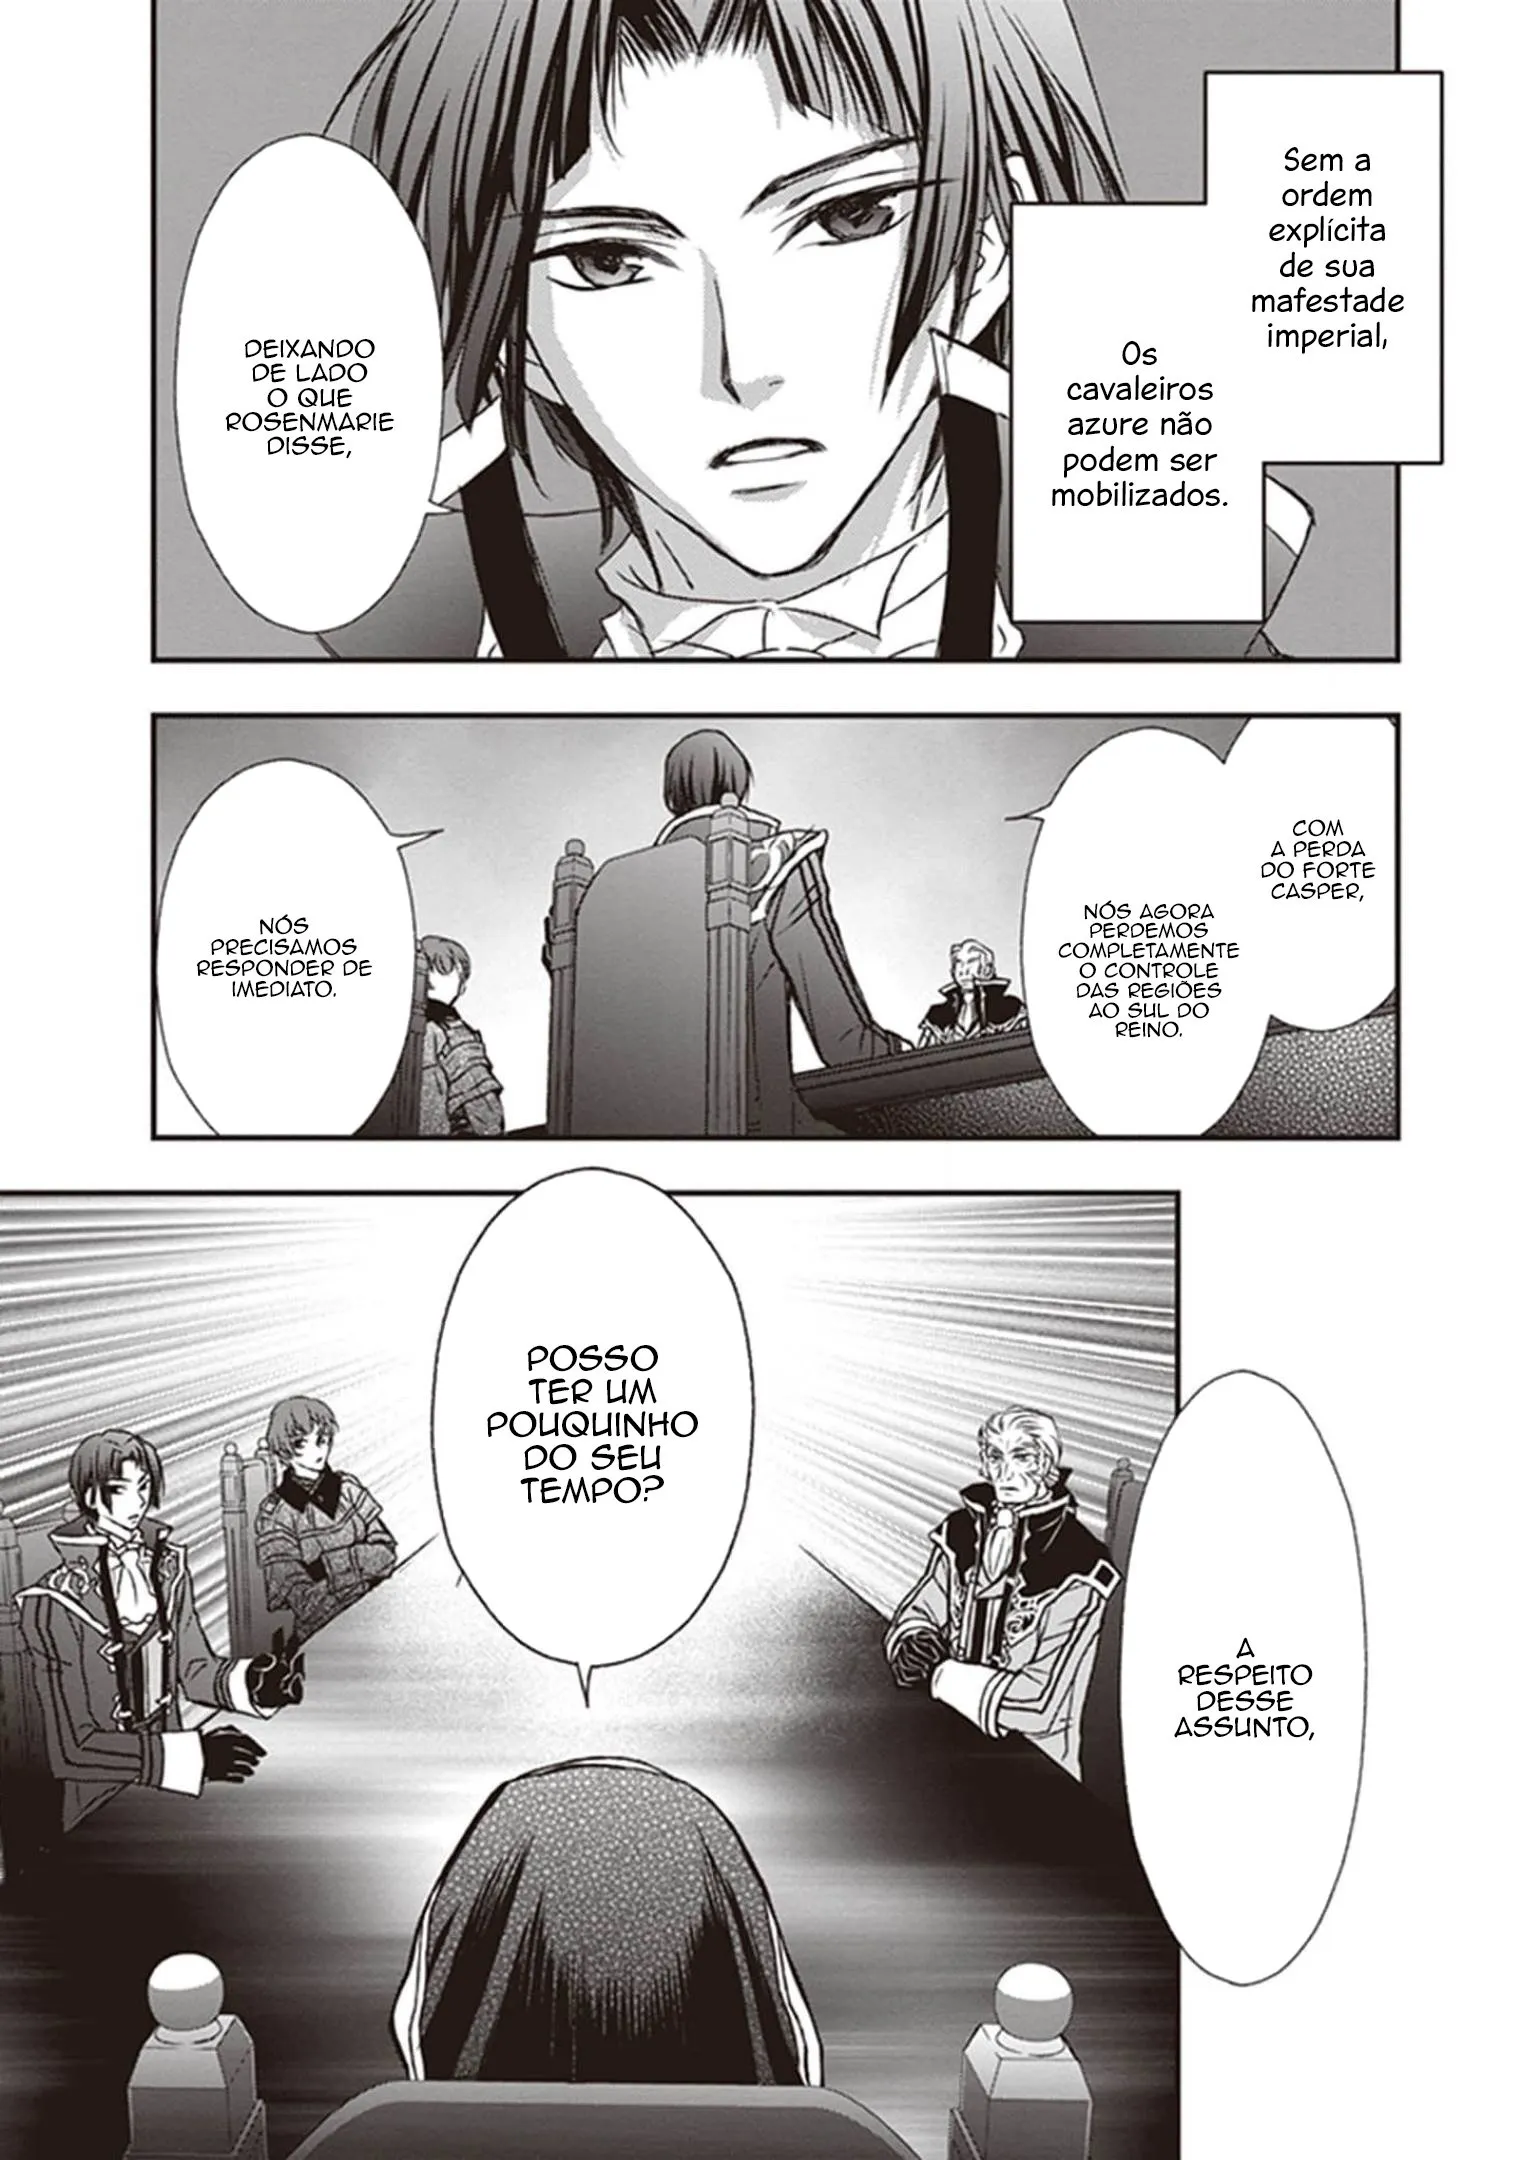 Sem a
ordem
explícita
de sua
mafestade
imperial,
Os
cavaleiros
azure não
podem ser
mobilizados.
DEIXANDO
DE LADO
O QUE
ROSENMARIE
DISSE,
COM
A PERDA
DO FORTE
CASPER,
NÓS AGORA
PERDEMOS
COMPLETAMENTE
O CONTROLE
DAS REGIÕES
AO SUL DO
REINO.
NÓS
PRECISAMOS
RESPONDER DE
IMEDIATO.
A
RESPEITO
DESSE
ASSUNTO,
POSSO
TER UM
POUQUINHO
DO SEU
TEMPO?